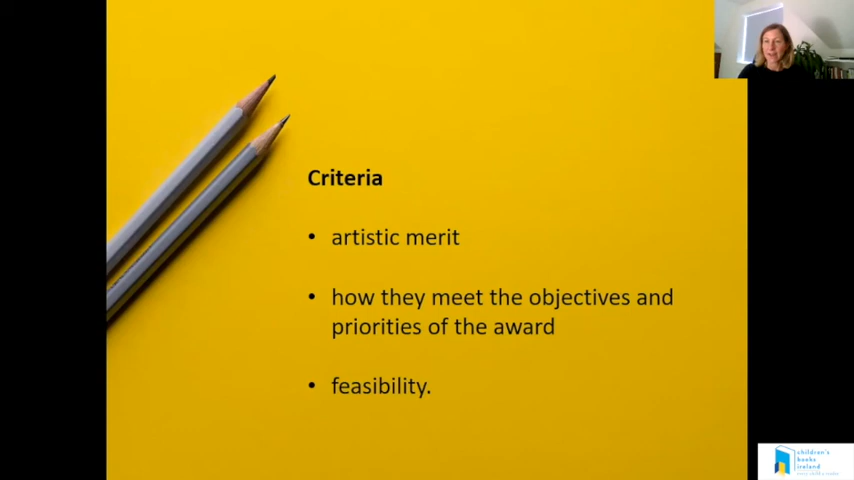 Criteria
• artistic merit
• how they meet the objectives and
priorities of the award
• feasibility.
children's
books
ireland